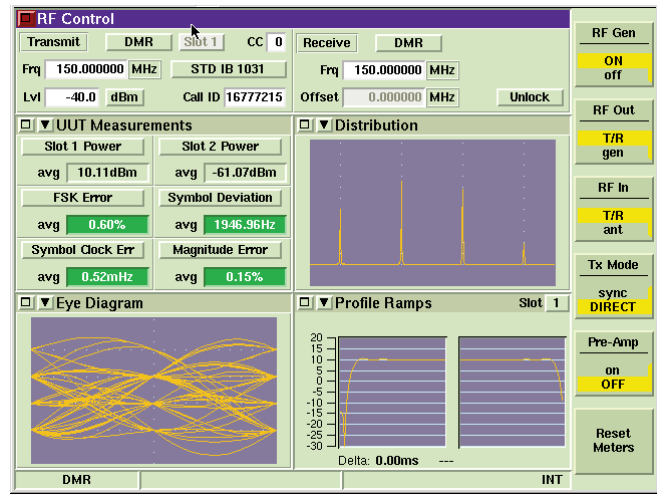 RF Control
Transmit DMR Slot 1 CC 0
Frq 150.000000 MHz STD IB 1031
Lvl -40.0 dBm Call ID 16777215
Receive DMR
Frq 150.000000 MHz
Offset 0.000000 MHz Unlock
UUT Measurements
Slot 1 Power Slot 2 Power
avg 10.11dBm avg -61.07dBm
FSK Error Symbol Deviation
avg 0.60% avg 1946.96Hz
Symbol Clock Err Magnitude Error
avg 0.52mHz avg 0.15%
Distribution
Eye Diagram
Profile Ramps Slot 1
20
15
10
5
0
-5
-10
-15
-20
-25
-30
Delta: 0.00ms ---
RF Gen
ON
off
RF Out
T/R
gen
RF In
T/R
ant
Tx Mode
sync
DIRECT
Pre-Amp
on
OFF
Reset
Meters
DMR INT